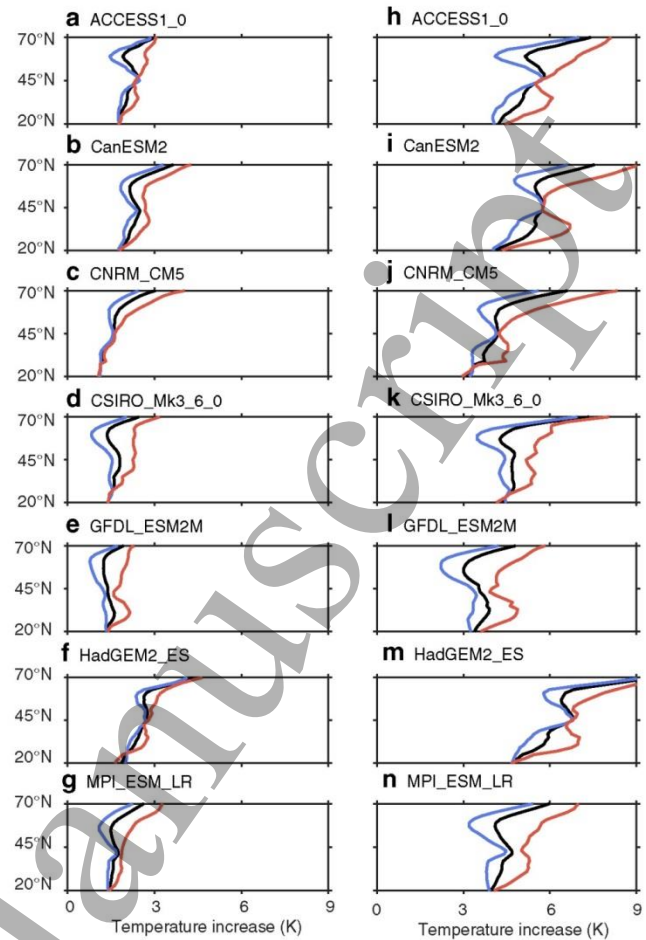 a ACCESS1_0
70°N
45°N
20°N
b CanESM2
70°N
45°N
20°N
c CNRM_CM5
70°N
45°N
20°N
d CSIRO_Mk3_6_0
70°N
45°N
20°N
e GFDL_ESM2M
70°N
45°N
20°N
f HadGEM2_ES
70°N
45°N
20°N
g MPI_ESM_LR
70°N
45°N
20°N
0 3 6 9
Temperature increase (K)
h ACCESS1_0
i CanESM2
j CNRM_CM5
k CSIRO_Mk3_6_0
l GFDL_ESM2M
m HadGEM2_ES
n MPI_ESM_LR
0 3 6 9
Temperature increase (K)
anuscript